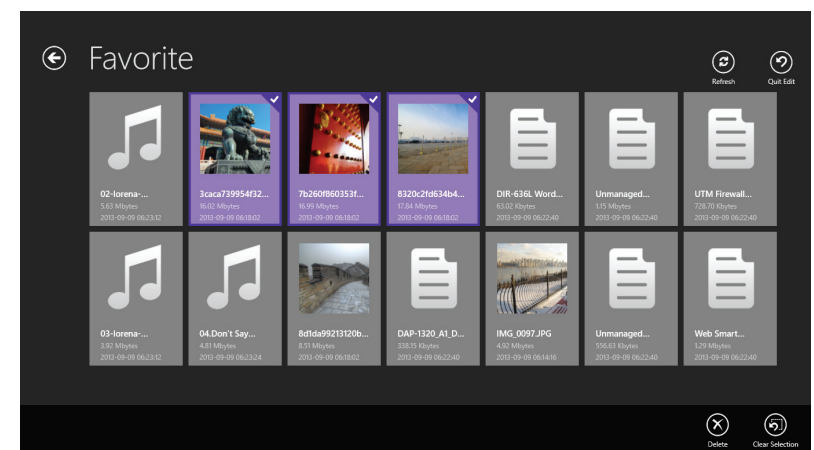 Favorite
Refresh
Quit Edit
02-lorena-...
5.63 Mbytes
2013-09-09 06:23:12
3caca739954f32...
16.02 Mbytes
2013-09-09 06:18:02
7b260f860353f...
16.99 Mbytes
2013-09-09 06:18:02
8320c2fd634b4...
17.84 Mbytes
2013-09-09 06:18:02
DIR-636L Word...
63.02 Kbytes
2013-09-09 06:22:40
Unmanaged...
1.15 Mbytes
2013-09-09 06:22:40
UTM Firewall...
728.70 Kbytes
2013-09-09 06:22:40
03-lorena-...
3.92 Mbytes
2013-09-09 06:23:12
04.Don't Say...
4.81 Mbytes
2013-09-09 06:23:24
8d1da99213120b...
8.51 Mbytes
2013-09-09 06:18:02
DAP-1320_A1_D...
338.15 Kbytes
2013-09-09 06:22:40
IMG_0097.JPG
4.92 Mbytes
2013-09-09 06:14:16
Unmanaged...
556.63 Kbytes
2013-09-09 06:22:40
Web Smart...
1.29 Mbytes
2013-09-09 06:22:40
Delete
Clear Selection